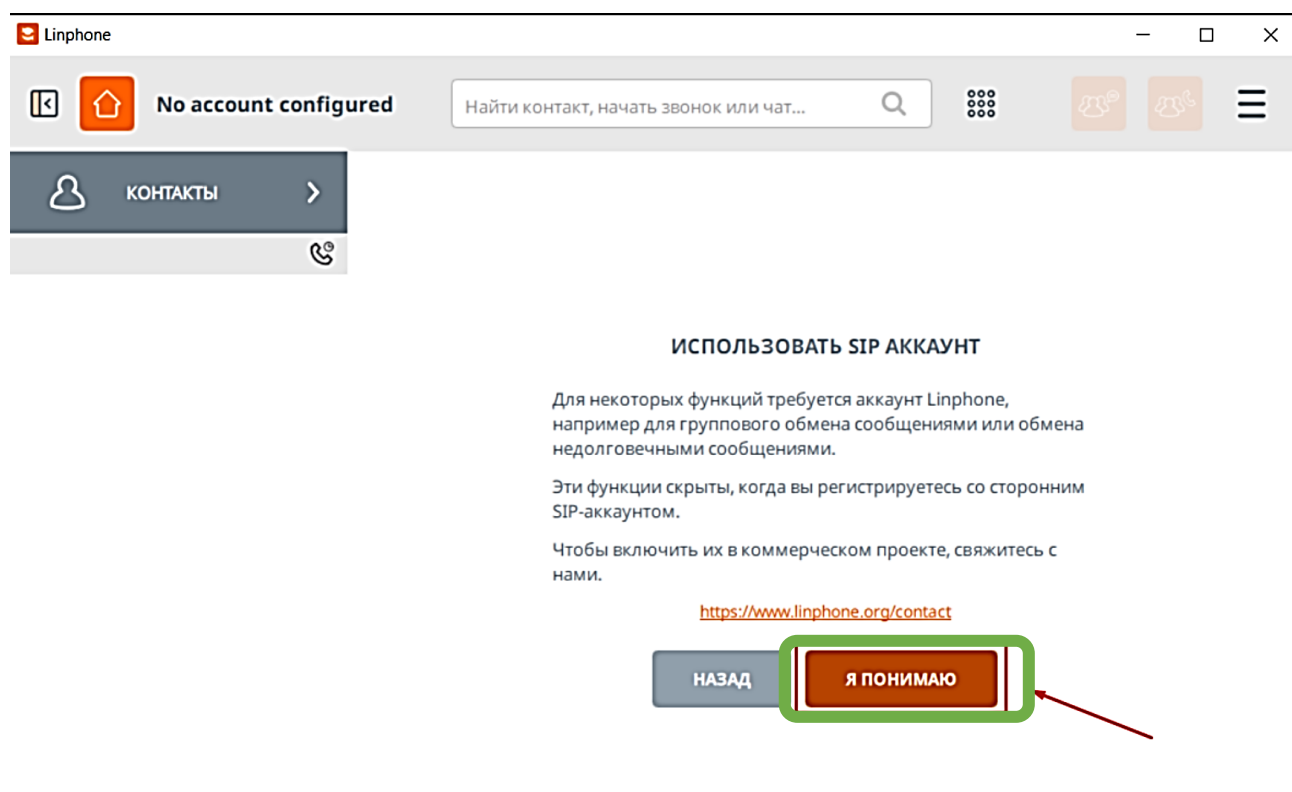 Linphone
No account configured
Найти контакт, начать звонок или чат...
КОНТАКТЫ
ИСПОЛЬЗОВАТЬ SIP АККАУНТ
Для некоторых функций требуется аккаунт Linphone,
например для группового обмена сообщениями или обмена
недолговечными сообщениями.
Эти функции скрыты, когда вы регистрируетесь со сторонним
SIP-аккаунтом.
Чтобы включить их в коммерческом проекте, свяжитесь с
нами.
https://www.linphone.org/contact
НАЗАД
Я ПОНИМАЮ